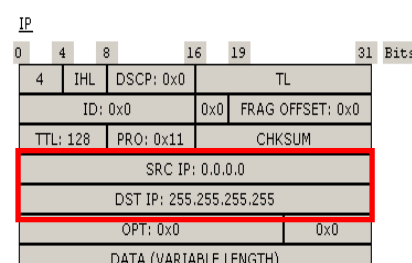 IP
0 4 8 16 19 31 Bits
4 IHL DSCP: 0x0 TL
ID: 0x0 0x0 FRAG OFFSET: 0x0
TTL: 128 PRO: 0x11 CHKSUM
SRC IP: 0.0.0.0
DST IP: 255.255.255.255
OPT: 0x0 0x0
DATA (VARIABLE LENGTH)